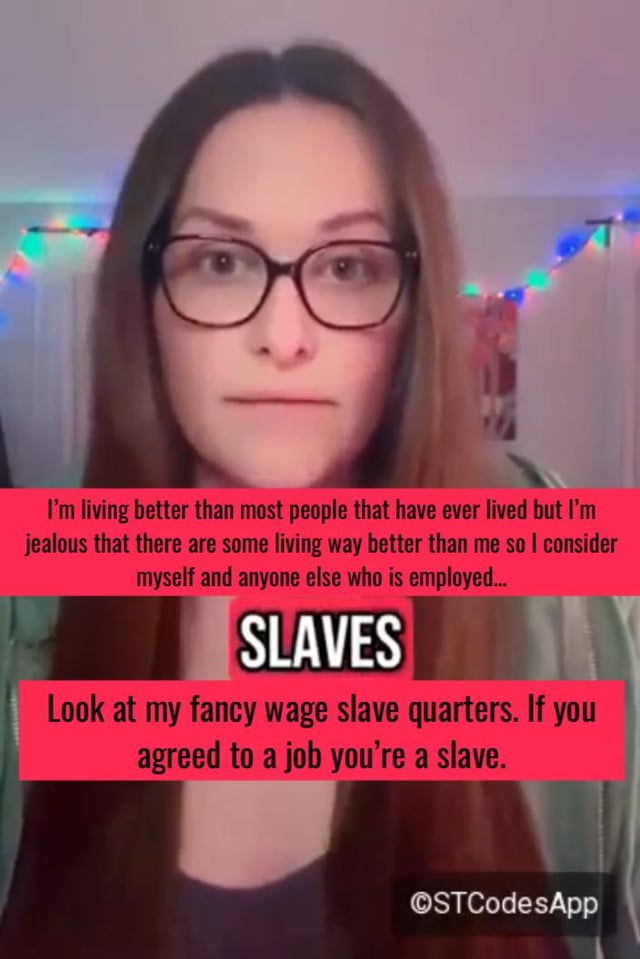 I'm living better than most people that have ever lived but I'm
jealous that there are some living way better than me so I consider
myself and anyone else who is employed...
SLAVES
Look at my fancy wage slave quarters. If you
agreed to a job you're a slave.
©STCodesApp